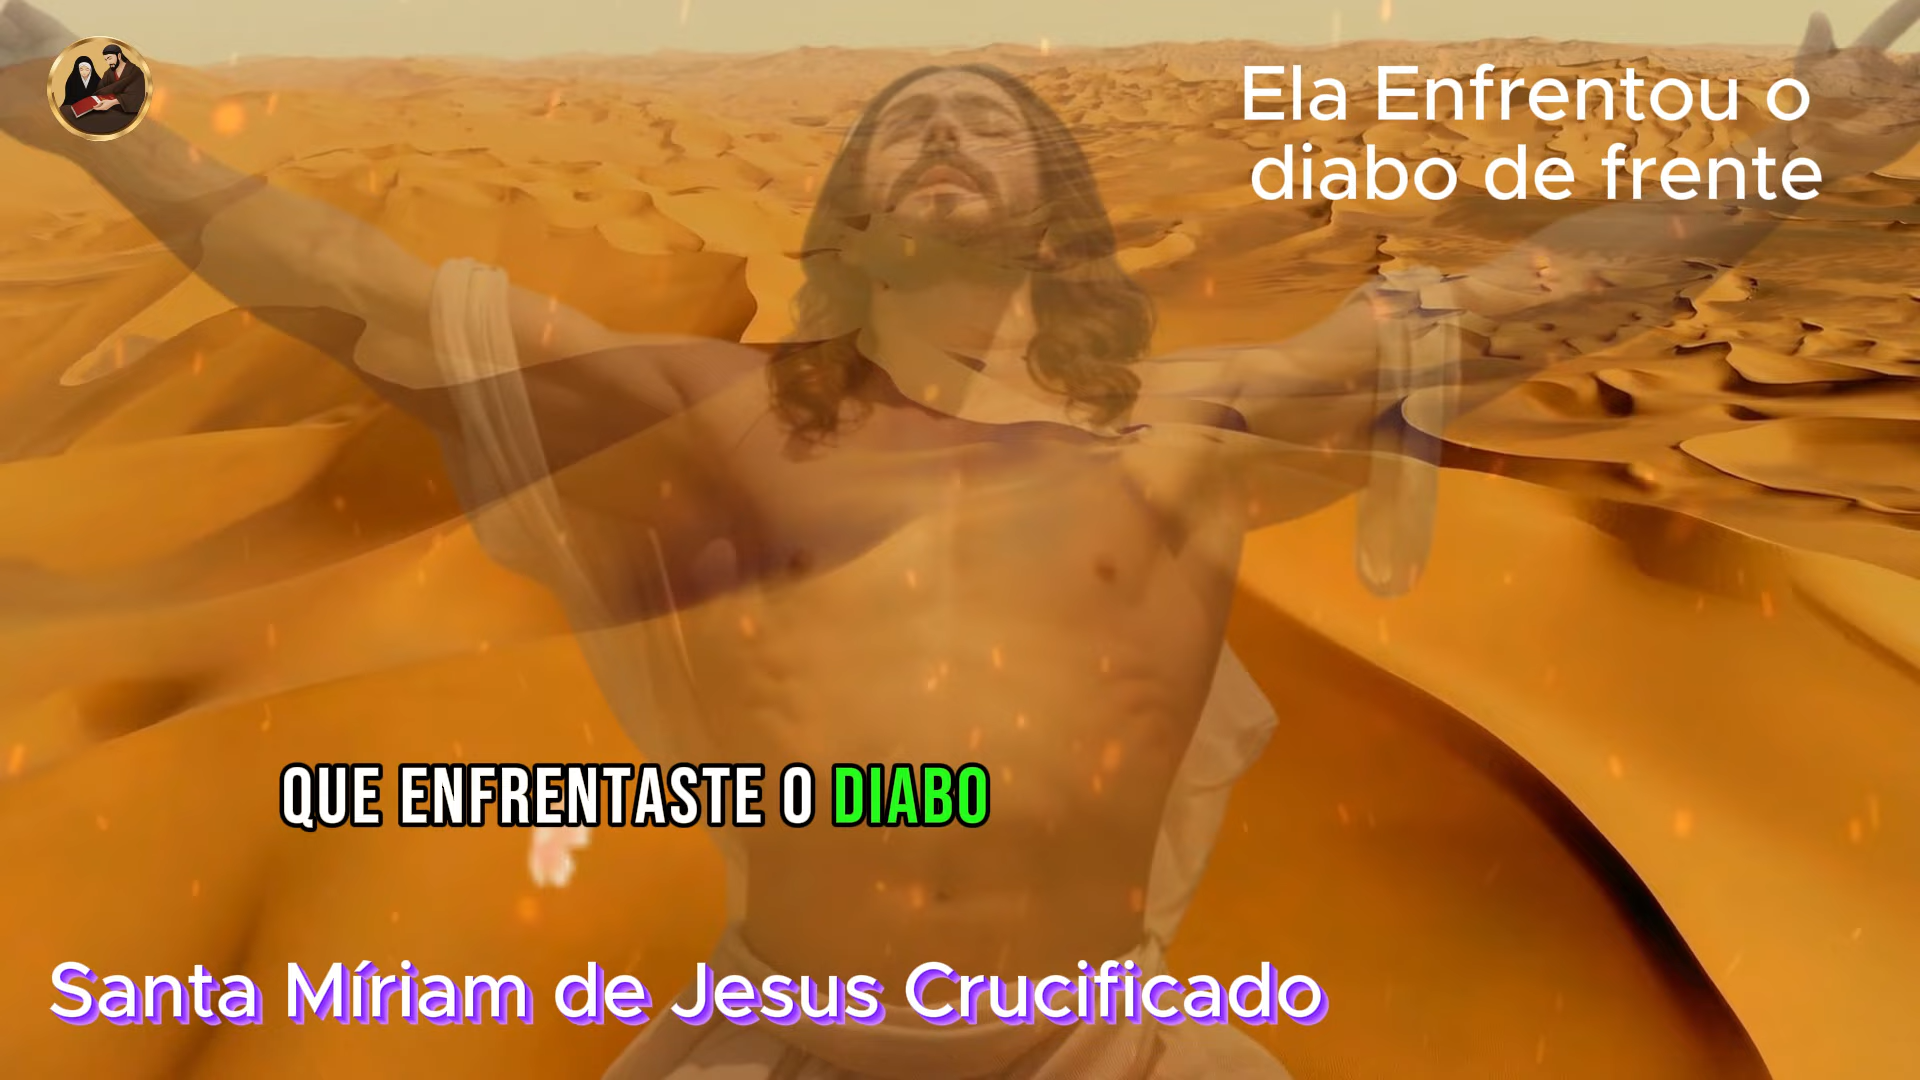 Ela Enfrentou o
diabo de frente
QUE ENFRENTASTE O DIABO
Santa Míriam de Jesus Crucificado